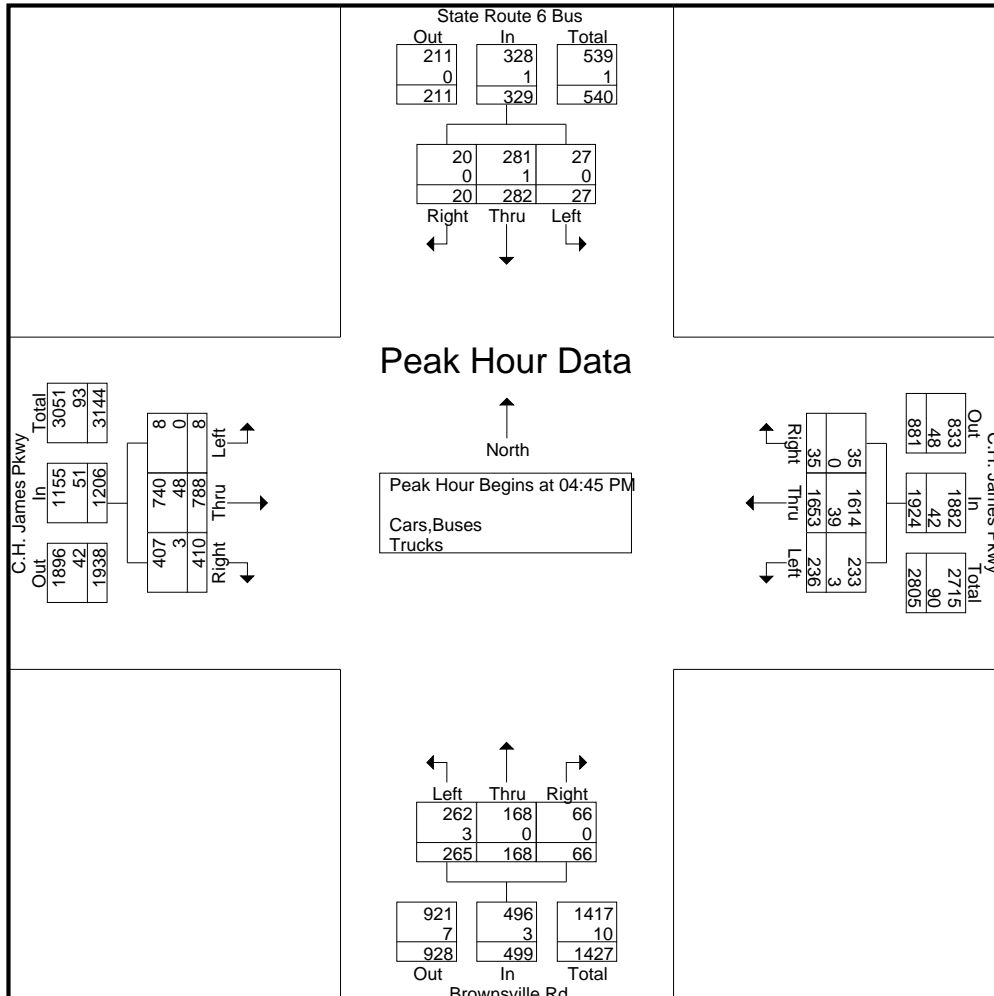 State Route 6 Bus
Out In Total
211 328 539
0 1 1
211 329 540
20 281 27
0 1 0
20 282 27
Right Thru Left
Peak Hour Data
North
Peak Hour Begins at 04:45 PM
Cars,Buses
Trucks
C.H. James Pkwy
Total In Out
3051 1155 1896
93 51 42
3144 1206 1938
Left Thru Right
8 740 407
0 48 3
8 788 410
C.H. James Pkwy
Out In Total
833 1882 2715
48 42 90
881 1924 2805
35 1614 233
0 39 3
35 1653 236
Right Thru Left
Left Thru Right
262 168 66
3 0 0
265 168 66
921 496 1417
7 3 10
928 499 1427
Out In Total
Brownsville Rd